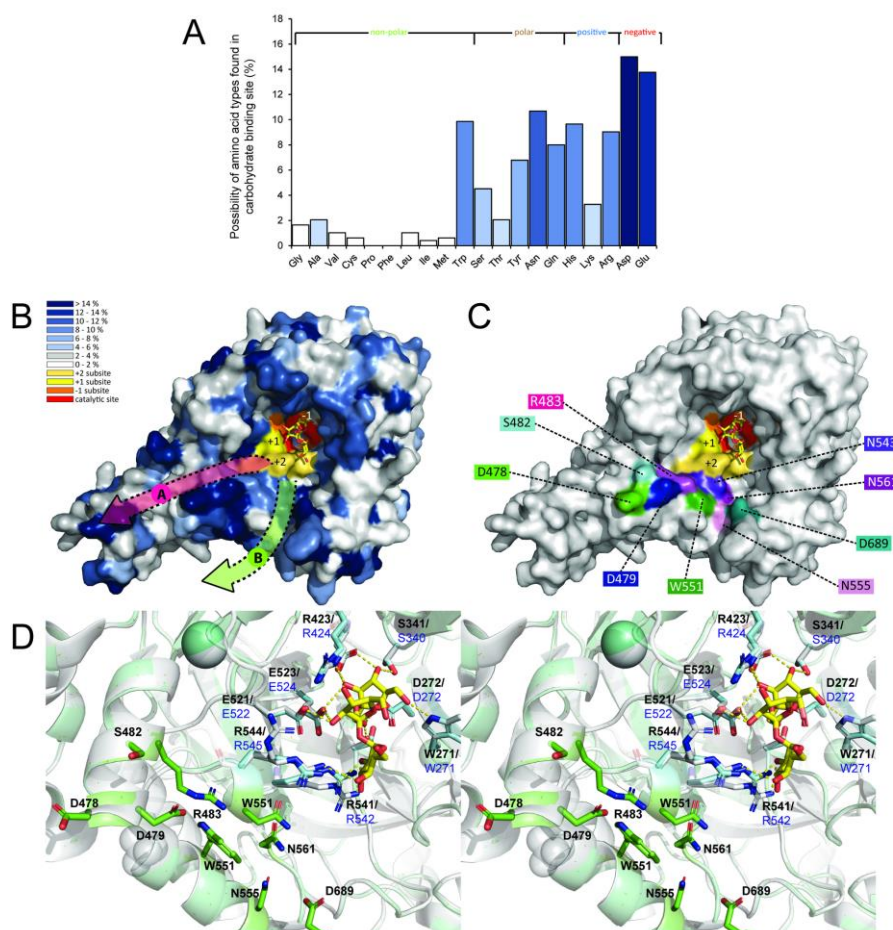 A
Possibility of amino acid types found in
carbohydrate binding site (%)
18
16
14
12
10
8
6
4
2
0
non-polar
polar
positive
negative
Gly
Ala
Val
Cys
Pro
Phe
Leu
Ile
Met
Trp
Ser
Thr
Tyr
Asn
Gln
His
Lys
Arg
Asp
Glu
B
> 14 %
12 - 14 %
10 - 12 %
8 - 10 %
6 - 8 %
4 - 6 %
2 - 4 %
0 - 2 %
+2 subsite
+1 subsite
-1 subsite
catalytic site
-1
+1
+2
A
B
C
R483
S482
D478
D479
W551
N555
D689
N561
N543
-1
+1
+2
D
R423/
R424
S341/
S340
E523/
E524
D272/
D272
E521/
E522
R544/
R545
W271/
W271
S482
D478
D479
R483
W551
W551
N561
R541/
R542
N555
D689
R423/
R424
S341/
S340
E523/
E524
D272/
D272
E521/
E522
R544/
R545
W271/
W271
S482
D478
D479
R483
W551
W551
N561
R541/
R542
N555
D689